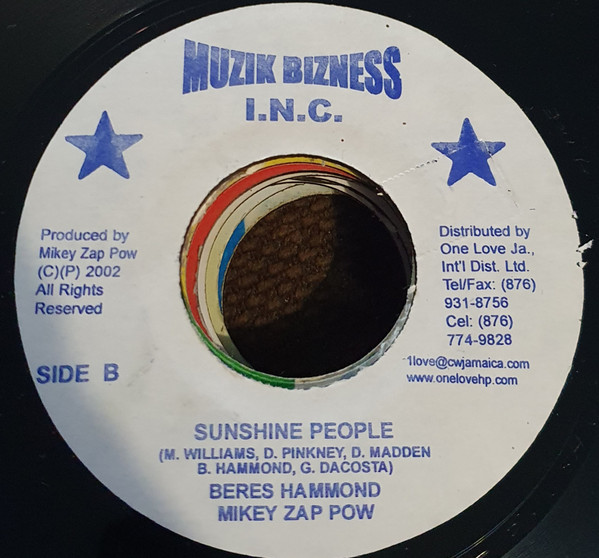 MUZIK BIZNESS
I.N.C.
Produced by
Mikey Zap Pow
(C)(P) 2002
All Rights
Reserved
SIDE B
Distributed by
One Love Ja.,
Int'l Dist. Ltd.
Tel/Fax: (876)
931-8756
Cel: (876)
774-9828
1love@cwjamaica.com
www.onelovehp.com
SUNSHINE PEOPLE
(M. WILLIAMS, D. PINKNEY, D. MADDEN
B. HAMMOND, G. DACOSTA)
BERES HAMMOND
MIKEY ZAP POW